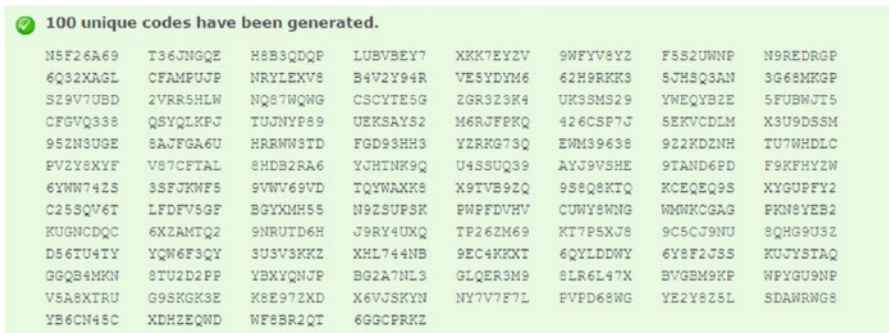 100 unique codes have been generated.
N5F26A69 T36JNGQE H8B3QDQP LUBVBEY7 XKK7EYZV 9WFYV8YZ F5S2UWNP N9REDRGP
6Q32XAGL CFAMPUJP NRYLEXV8 B4V2Y94R VE5YDYM6 62H9RKK3 5JHSQ3AN 3G68MKGP
SZ9V7UBD 2VRR5HLW NQ87WQWG CSCYTE5G ZGR3Z3K4 UK3SMS29 YWEQYBZE 5FUBWJT5
CFGVQ338 QSYQLKPJ TUJNYP89 UEKSAYS2 M6RJFPKQ 426CSP7J 5EKVCDLM X3U9DSSM
95ZN3UGE 8AJFGA6U HRRWW3TD FGD93HH3 YZRKG73Q EWM39638 9Z2KDZNH TU7WHDLC
PVZY8XYF V87CFTAL 8HDB2RA6 YJHTNK9Q U4SSUQ39 AYJ9VSHE 9TAND6PD F9KFHYZW
6YWW74ZS 3SFJKWF5 9VWV69VD TQYWAXK8 X9TVB9ZQ 9S8Q8KTQ KCEQEQ9S XYGUPFY2
C25SQV6T LFDFV5GF BGYXMH55 N9ZSUPSK PWPFDVHV CUWY8WNG WMWKCGAG PKN8YEB2
KUGNCDQC 6XZAMTQ2 9NRUTD6H J9RY4UXQ TP26ZM69 KT7P5XJ8 9C5CJ9NU 8QHG9U3Z
D56TU4TY YQW6F3QY 3U3V3KKZ XHL744NB 9EC4KKXT 6QYLDDWY 6Y8F2JSS KUJYSTAQ
GGQB4MKN 8TU2D2PP YBXYQNJP BG2A7NL3 GLQER3M9 8LR6L47X BVGBM9KP WPYGU9NP
V5A8XTRU G9SKGK3E K8E97ZXD X6VJSKYN NY7V7F7L PVPD68WG YE2Y8Z5L SDAWRWG8
YB6CN45C XDHZEQWD WF8BR2QT 6GGCPRKZ